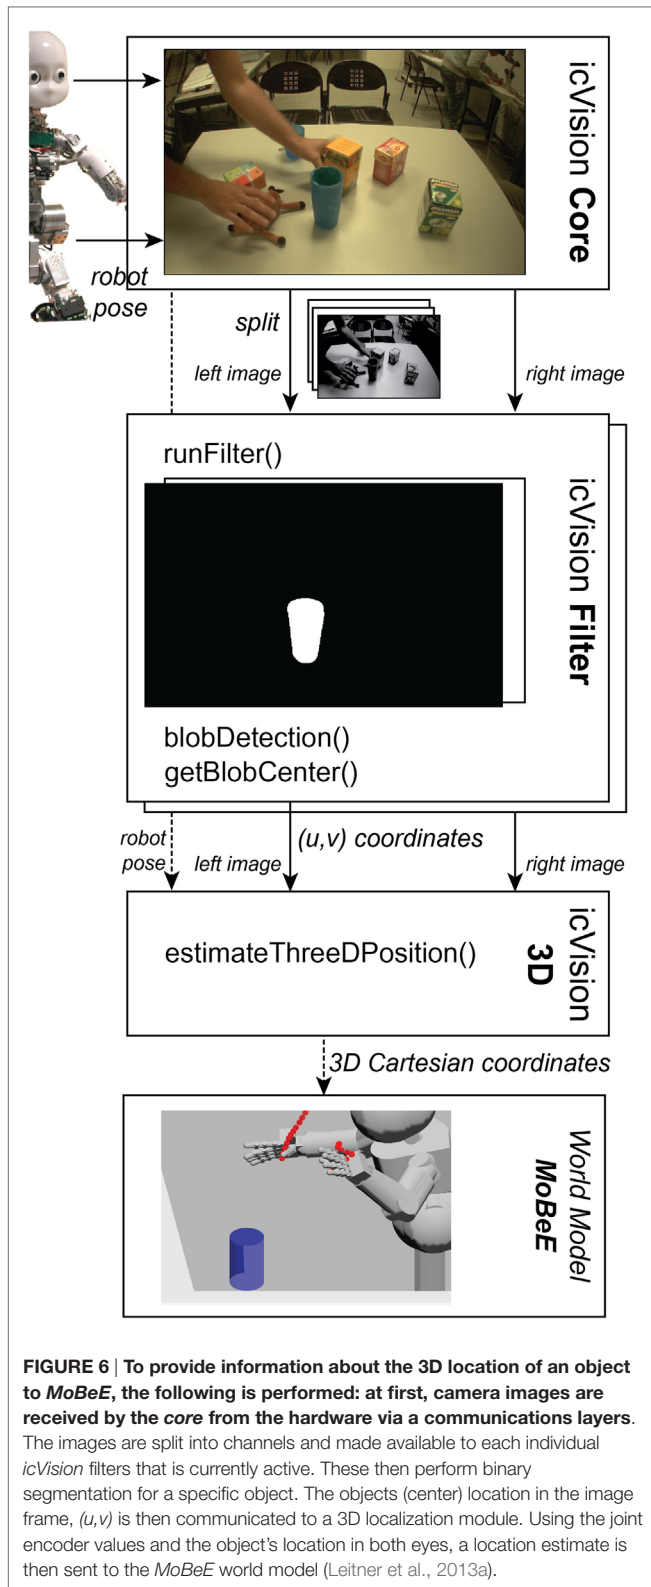 icVision Core
robot
pose
split
left image
right image
runFilter()
icVision Filter
blobDetection()
getBlobCenter()
robot
pose
(u,v) coordinates
left image
right image
estimateThreeDPosition()
icVision
3D
3D Cartesian coordinates
World Model
MoBeE
FIGURE 6 | To provide information about the 3D location of an object
to MoBeE, the following is performed: at first, camera images are
received by the core from the hardware via a communications layers.
The images are split into channels and made available to each individual
icVision filters that is currently active. These then perform binary
segmentation for a specific object. The objects (center) location in the image
frame, (u,v) is then communicated to a 3D localization module. Using the joint
encoder values and the object's location in both eyes, a location estimate is
then sent to the MoBeE world model (Leitner et al., 2013a).